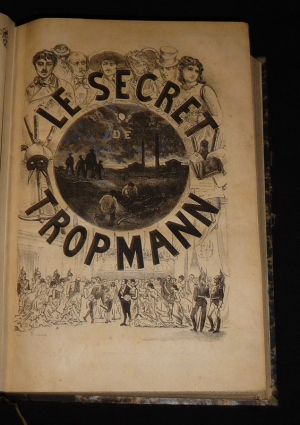 LE SECRET
DE
TROPMANN